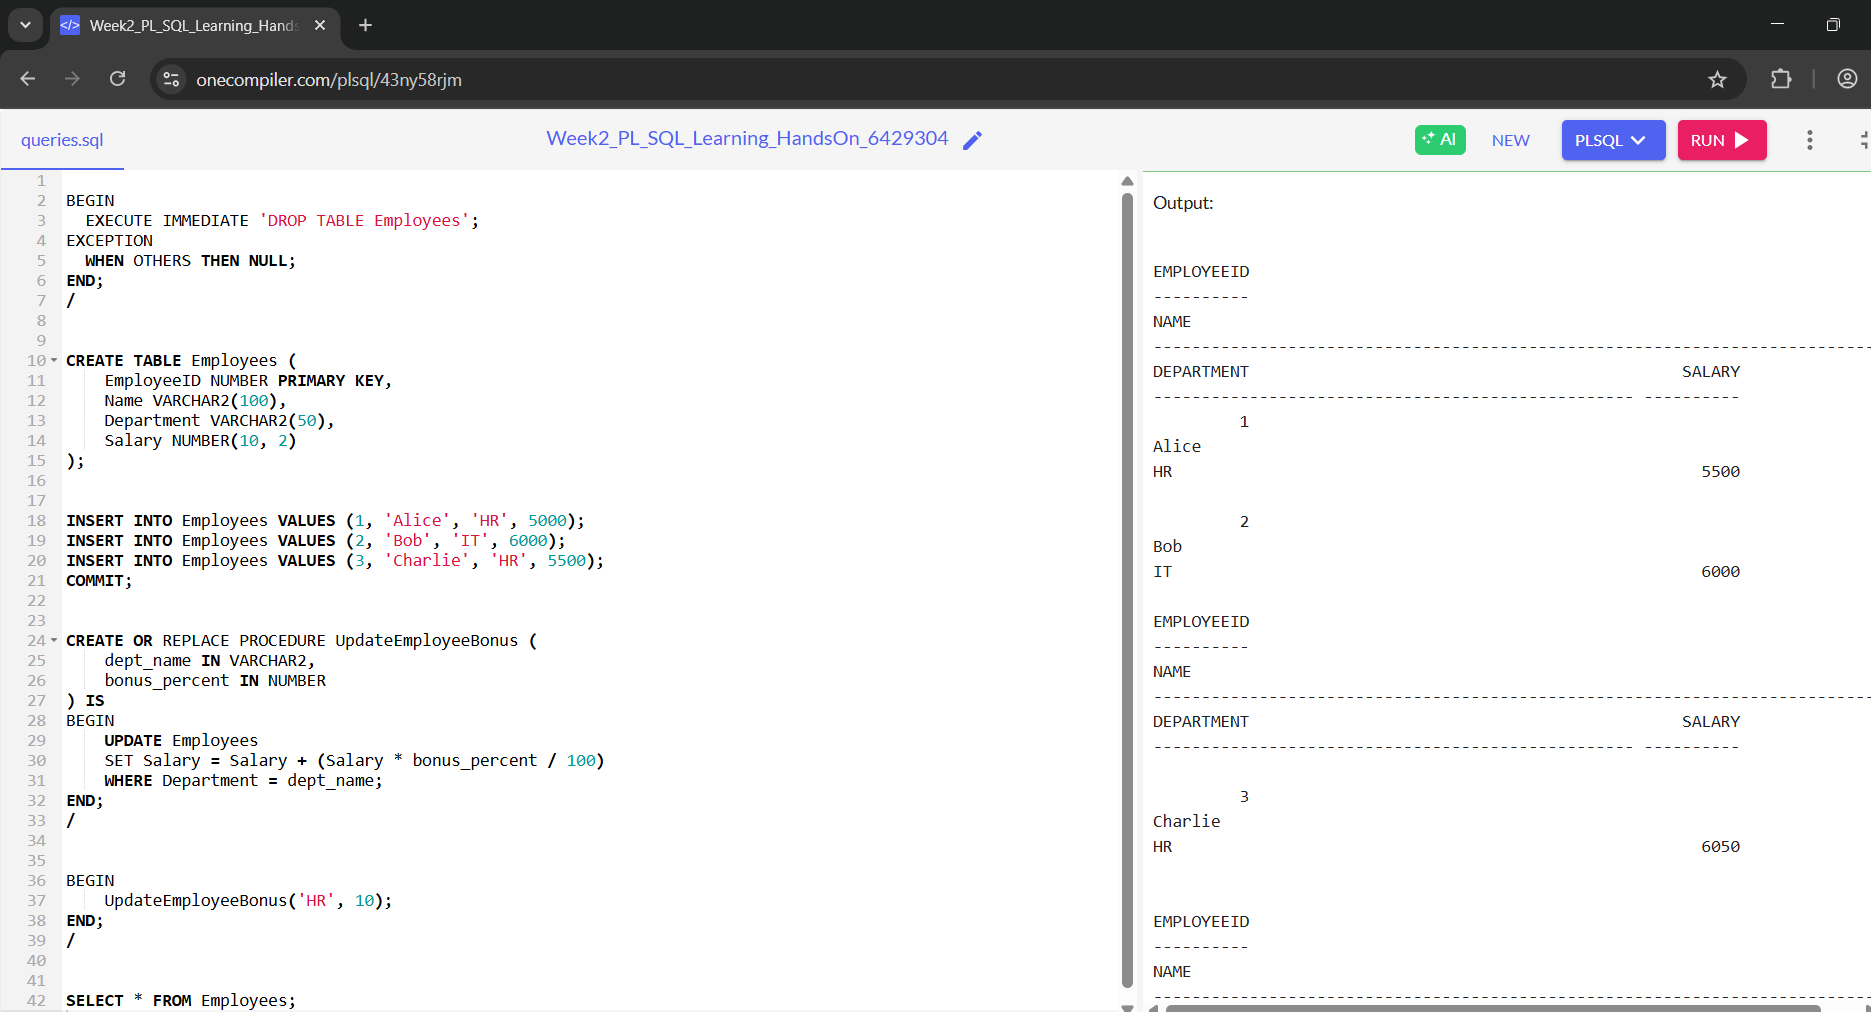 </> Week2_PL_SQL_Learning_Hands
onecompiler.com/plsql/43ny58rjm
queries.sql
Week2_PL_SQL_Learning_HandsOn_6429304
AI
NEW
PLSQL
RUN
1
2 BEGIN
3   EXECUTE IMMEDIATE 'DROP TABLE Employees';
4 EXCEPTION
5   WHEN OTHERS THEN NULL;
6 END;
7 /
8
9
10 CREATE TABLE Employees (
11     EmployeeID NUMBER PRIMARY KEY,
12     Name VARCHAR2(100),
13     Department VARCHAR2(50),
14     Salary NUMBER(10, 2)
15 );
16
17
18 INSERT INTO Employees VALUES (1, 'Alice', 'HR', 5000);
19 INSERT INTO Employees VALUES (2, 'Bob', 'IT', 6000);
20 INSERT INTO Employees VALUES (3, 'Charlie', 'HR', 5500);
21 COMMIT;
22
23
24 CREATE OR REPLACE PROCEDURE UpdateEmployeeBonus (
25     dept_name IN VARCHAR2,
26     bonus_percent IN NUMBER
27 ) IS
28 BEGIN
29     UPDATE Employees
30     SET Salary = Salary + (Salary * bonus_percent / 100)
31     WHERE Department = dept_name;
32 END;
33 /
34
35
36 BEGIN
37     UpdateEmployeeBonus('HR', 10);
38 END;
39 /
40
41
42 SELECT * FROM Employees;
Output:
EMPLOYEEID
----------
NAME
--------------------------------------------------------------------------------
DEPARTMENT SALARY
-------------------------------------------------- ----------
1
Alice
HR 5500
2
Bob
IT 6000
EMPLOYEEID
----------
NAME
--------------------------------------------------------------------------------
DEPARTMENT SALARY
-------------------------------------------------- ----------
3
Charlie
HR 6050
EMPLOYEEID
----------
NAME
--------------------------------------------------------------------------------